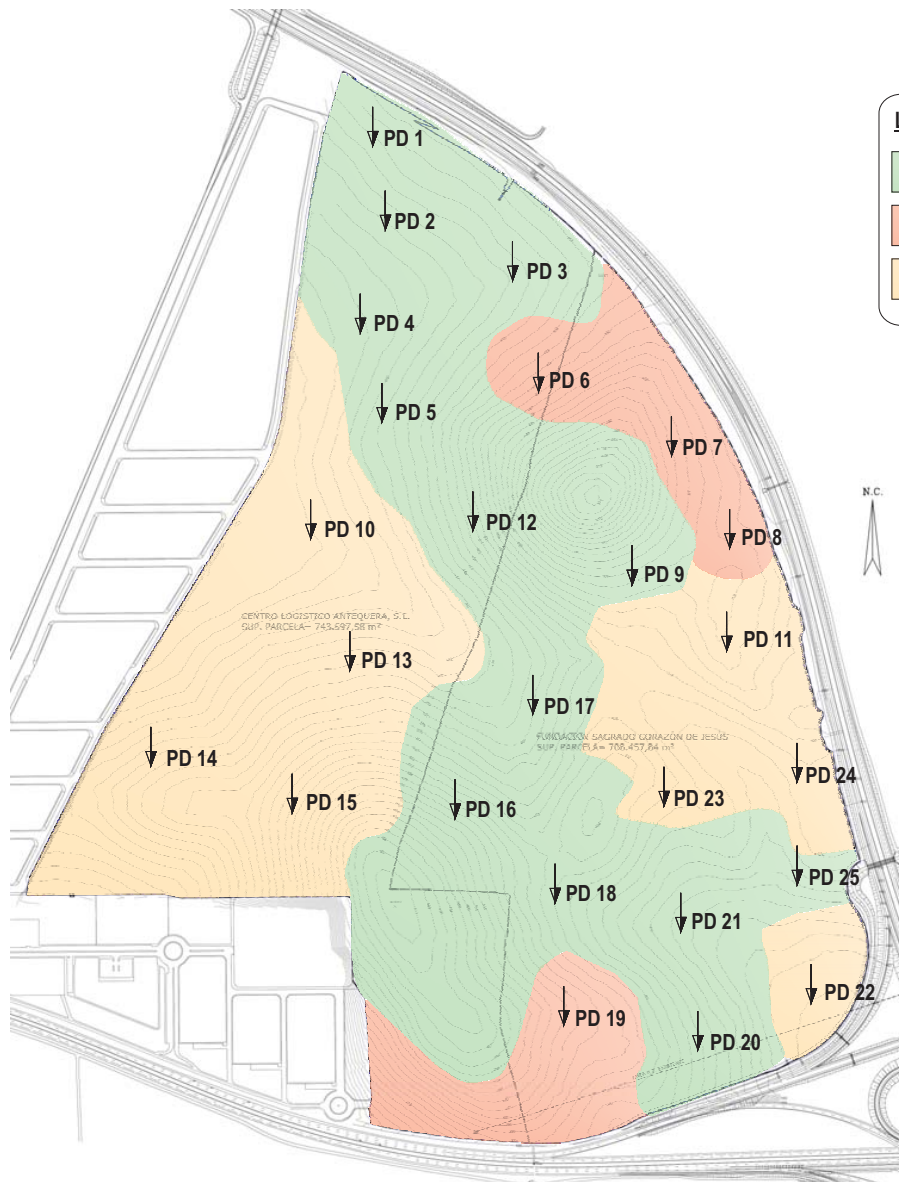 L
PD 1
PD 2
PD 3
PD 4
PD 6
PD 5
PD 7
N.C.
PD 12
PD 10
PD 8
PD 9
CENTRO LOGISTICO ANTEQUERA, S.L.
SUP. PARCELA= 743.697,58 m²
PD 11
PD 13
PD 17
FUNDACION SAGRADO CORAZÓN DE JESÚS
SUP. PARCELA= 708.457,84 m²
PD 14
PD 24
PD 15
PD 16
PD 23
PD 18
PD 25
PD 21
PD 22
PD 19
PD 20